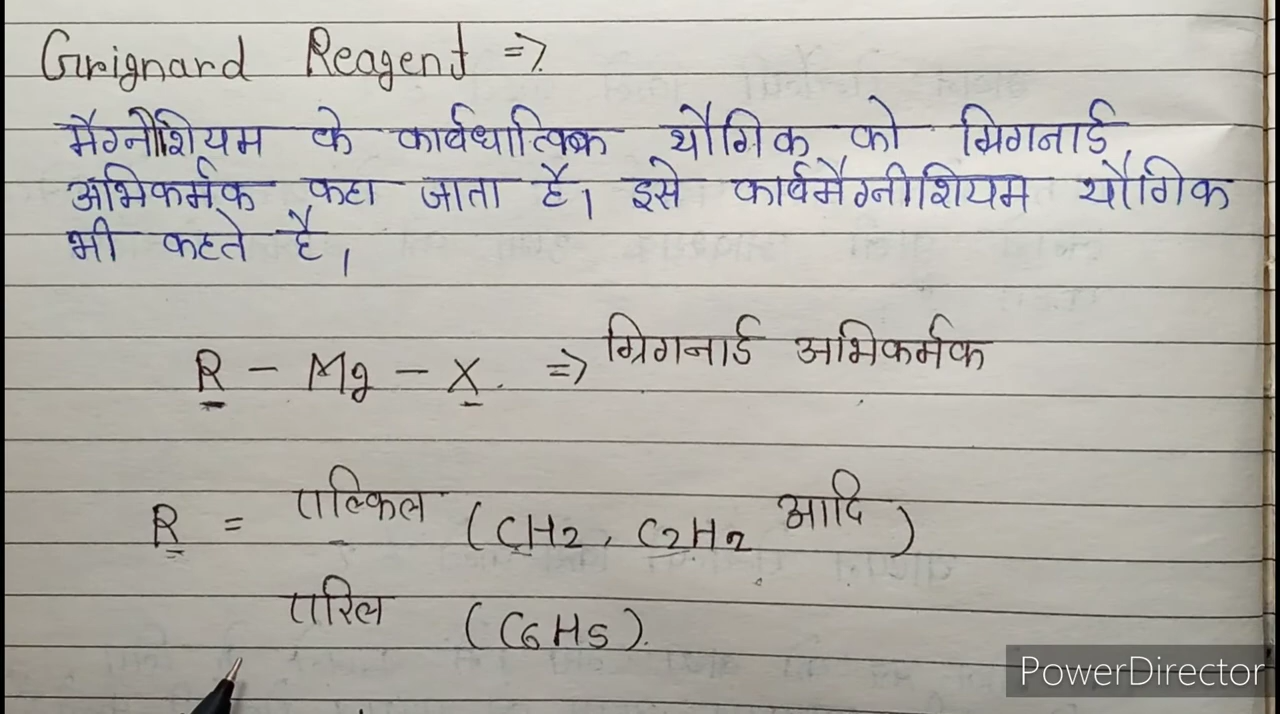 Grignard Reagent =>
मैग्नीशियम के कार्बधात्विक यौगिक को ग्रिगनार्ड
अभिकर्मक कहा जाता है। इसे कार्बमैग्नीशियम यौगिक
भी कहते है।
R - Mg - X. => ग्रिगनार्ड अभिकर्मक
R = एल्किल (CH2, C2H2 आदि)
एरिल (C6H5).
PowerDirector